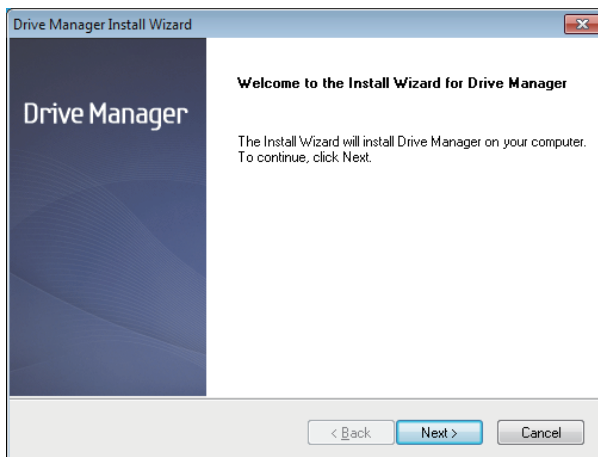 Drive Manager Install Wizard
Drive Manager
Welcome to the Install Wizard for Drive Manager
The Install Wizard will install Drive Manager on your computer.
To continue, click Next.
< Back
Next >
Cancel